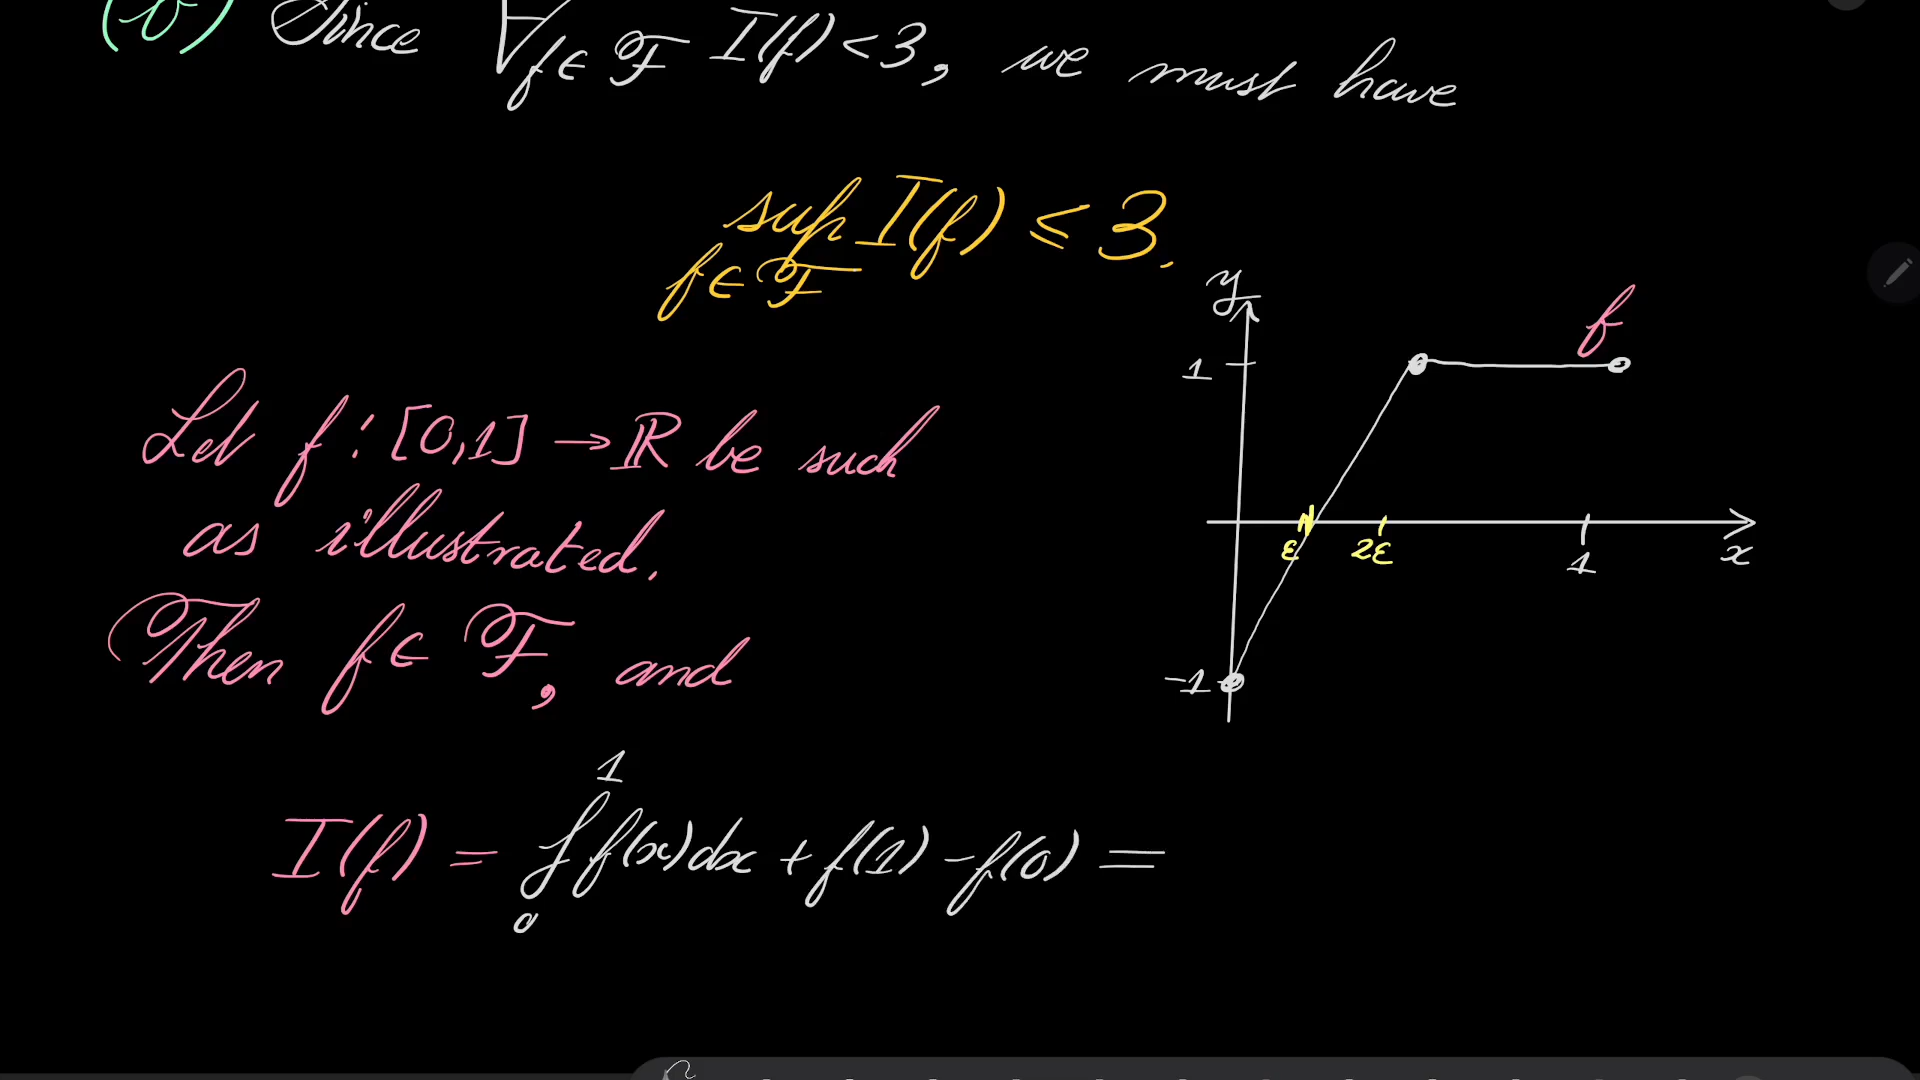 (b) Since ∀f∈ℱ I(f)<3, we must have
sup I(f) ≤ 3.
f∈ℱ
y
f
1
Let f:[0,1]→ℝ be such
as illustrated.
ε 2ε 1 x
Then f∈ℱ, and
-1
1
I(f) = ∫f(x)dx + f(1) - f(0) =
0